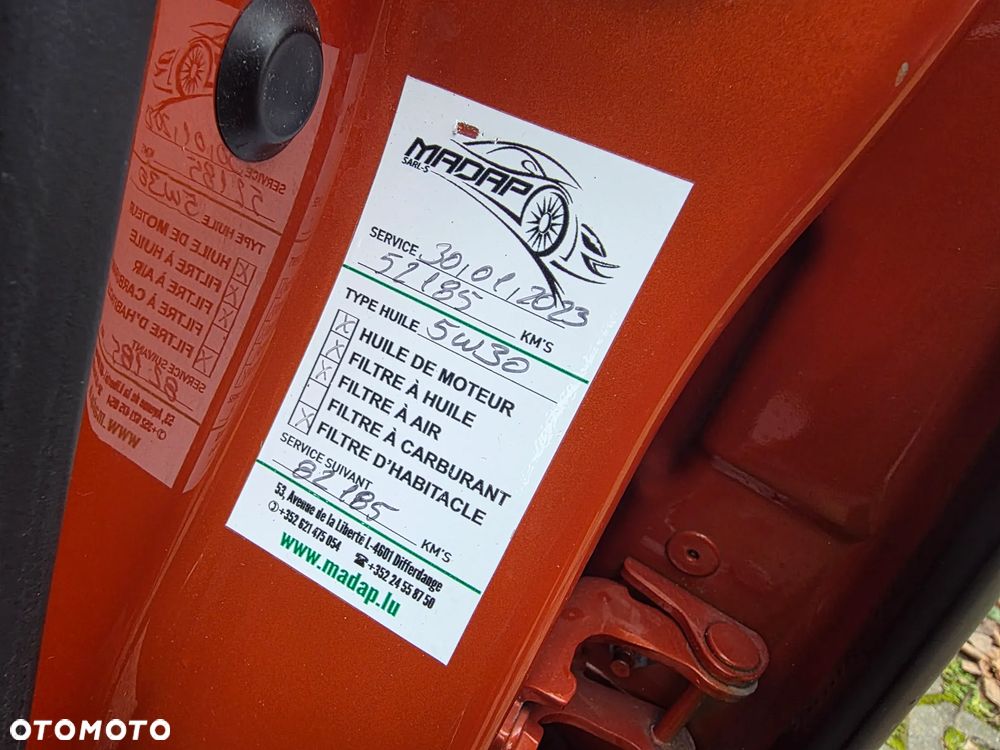 MADAP
SARL-S
SERVICE 30,01,2023
52185 KM'S
TYPE HUILE 5W30
HUILE DE MOTEUR
FILTRE À HUILE
FILTRE À AIR
FILTRE À CARBURANT
FILTRE D'HABITACLE
SERVICE SUIVANT
82185 KM'S
53, Avenue de la Liberté L-4601 Differdange
+352 621 475 054 ☎ +352 24 55 87 50
www.madap.lu
OTOMOTO